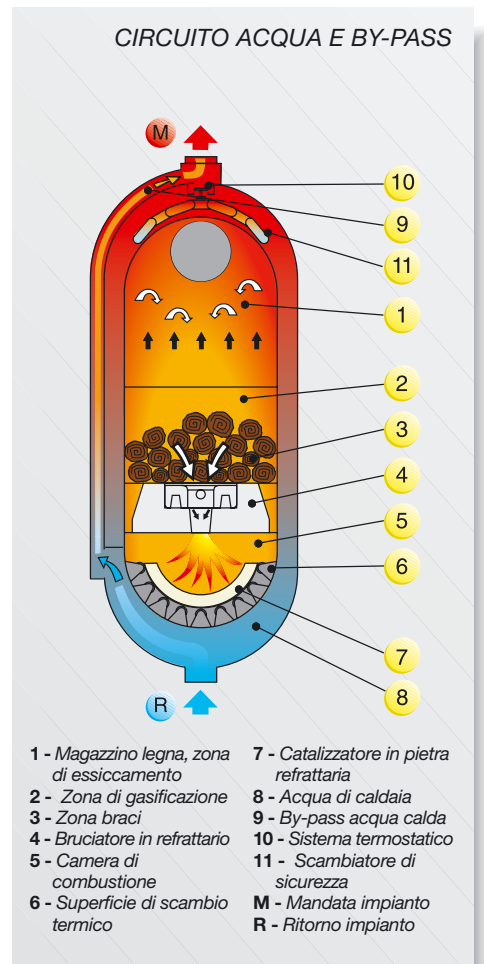 CIRCUITO ACQUA E BY-PASS
M
10
9
11
1
2
3
4
5
6
7
8
R
1 - Magazzino legna, zona
di essiccamento
2 - Zona di gasificazione
3 - Zona braci
4 - Bruciatore in refrattario
5 - Camera di
combustione
6 - Superficie di scambio
termico
7 - Catalizzatore in pietra
refrattaria
8 - Acqua di caldaia
9 - By-pass acqua calda
10 - Sistema termostatico
11 - Scambiatore di
sicurezza
M - Mandata impianto
R - Ritorno impianto